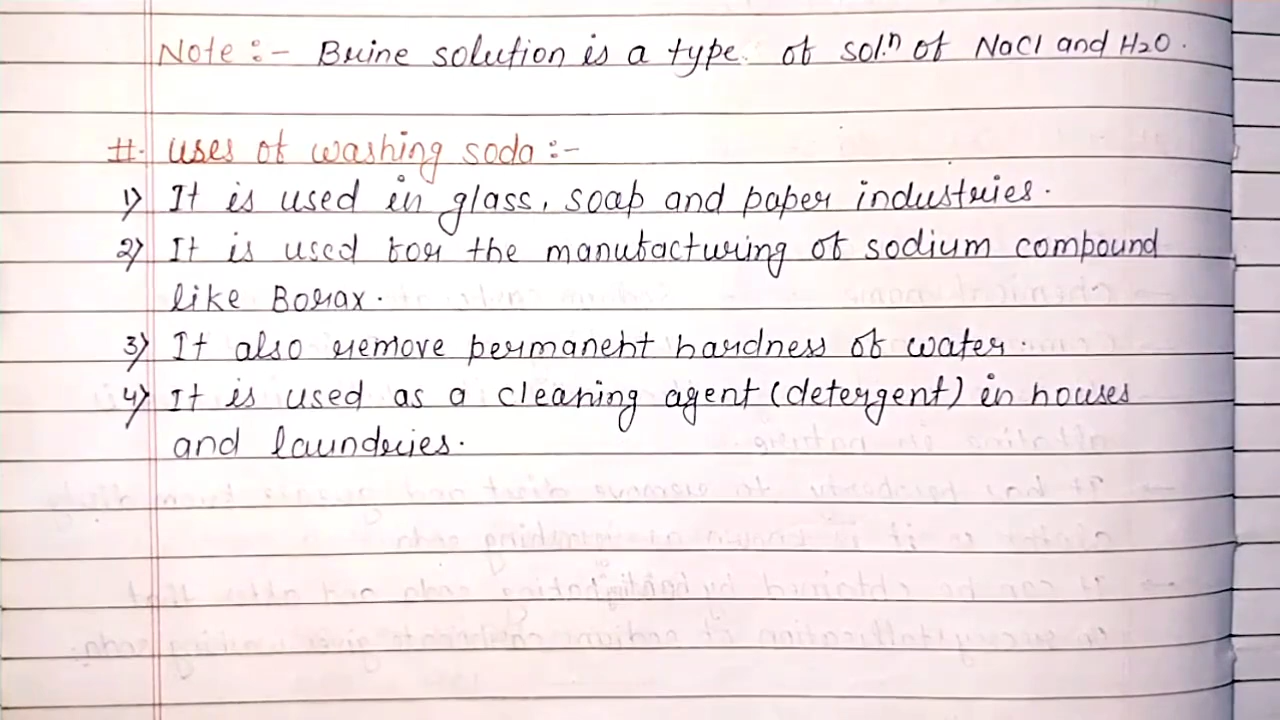 Note :- Brine solution is a type of sol.n of NaCl and H2O.
#. uses of washing soda :-
1) It is used in glass, soap and paper industries.
2) It is used for the manufacturing of sodium compound
like Borax.
3) It also remove permanent hardness of water.
4) It is used as a cleaning agent (detergent) in houses
and laundries.